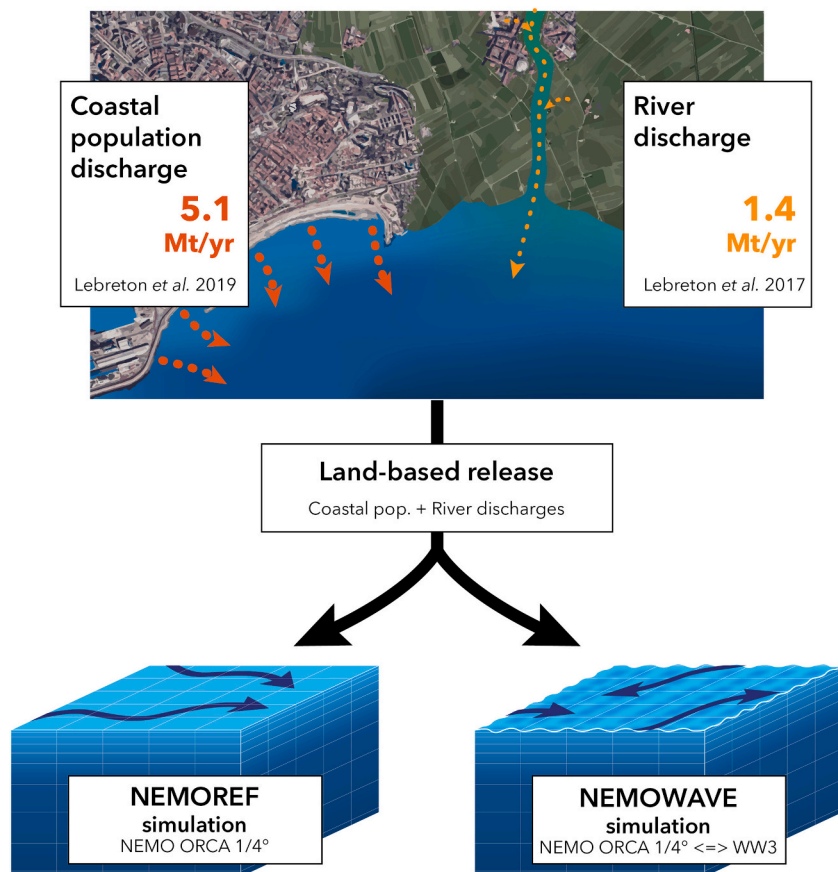 Coastal
population
discharge
5.1
Mt/yr
Lebreton et al. 2019
River
discharge
1.4
Mt/yr
Lebreton et al. 2017
Land-based release
Coastal pop. + River discharges
NEMOREF
simulation
NEMO ORCA 1/4º
NEMOWAVE
simulation
NEMO ORCA 1/4º <=> WW3